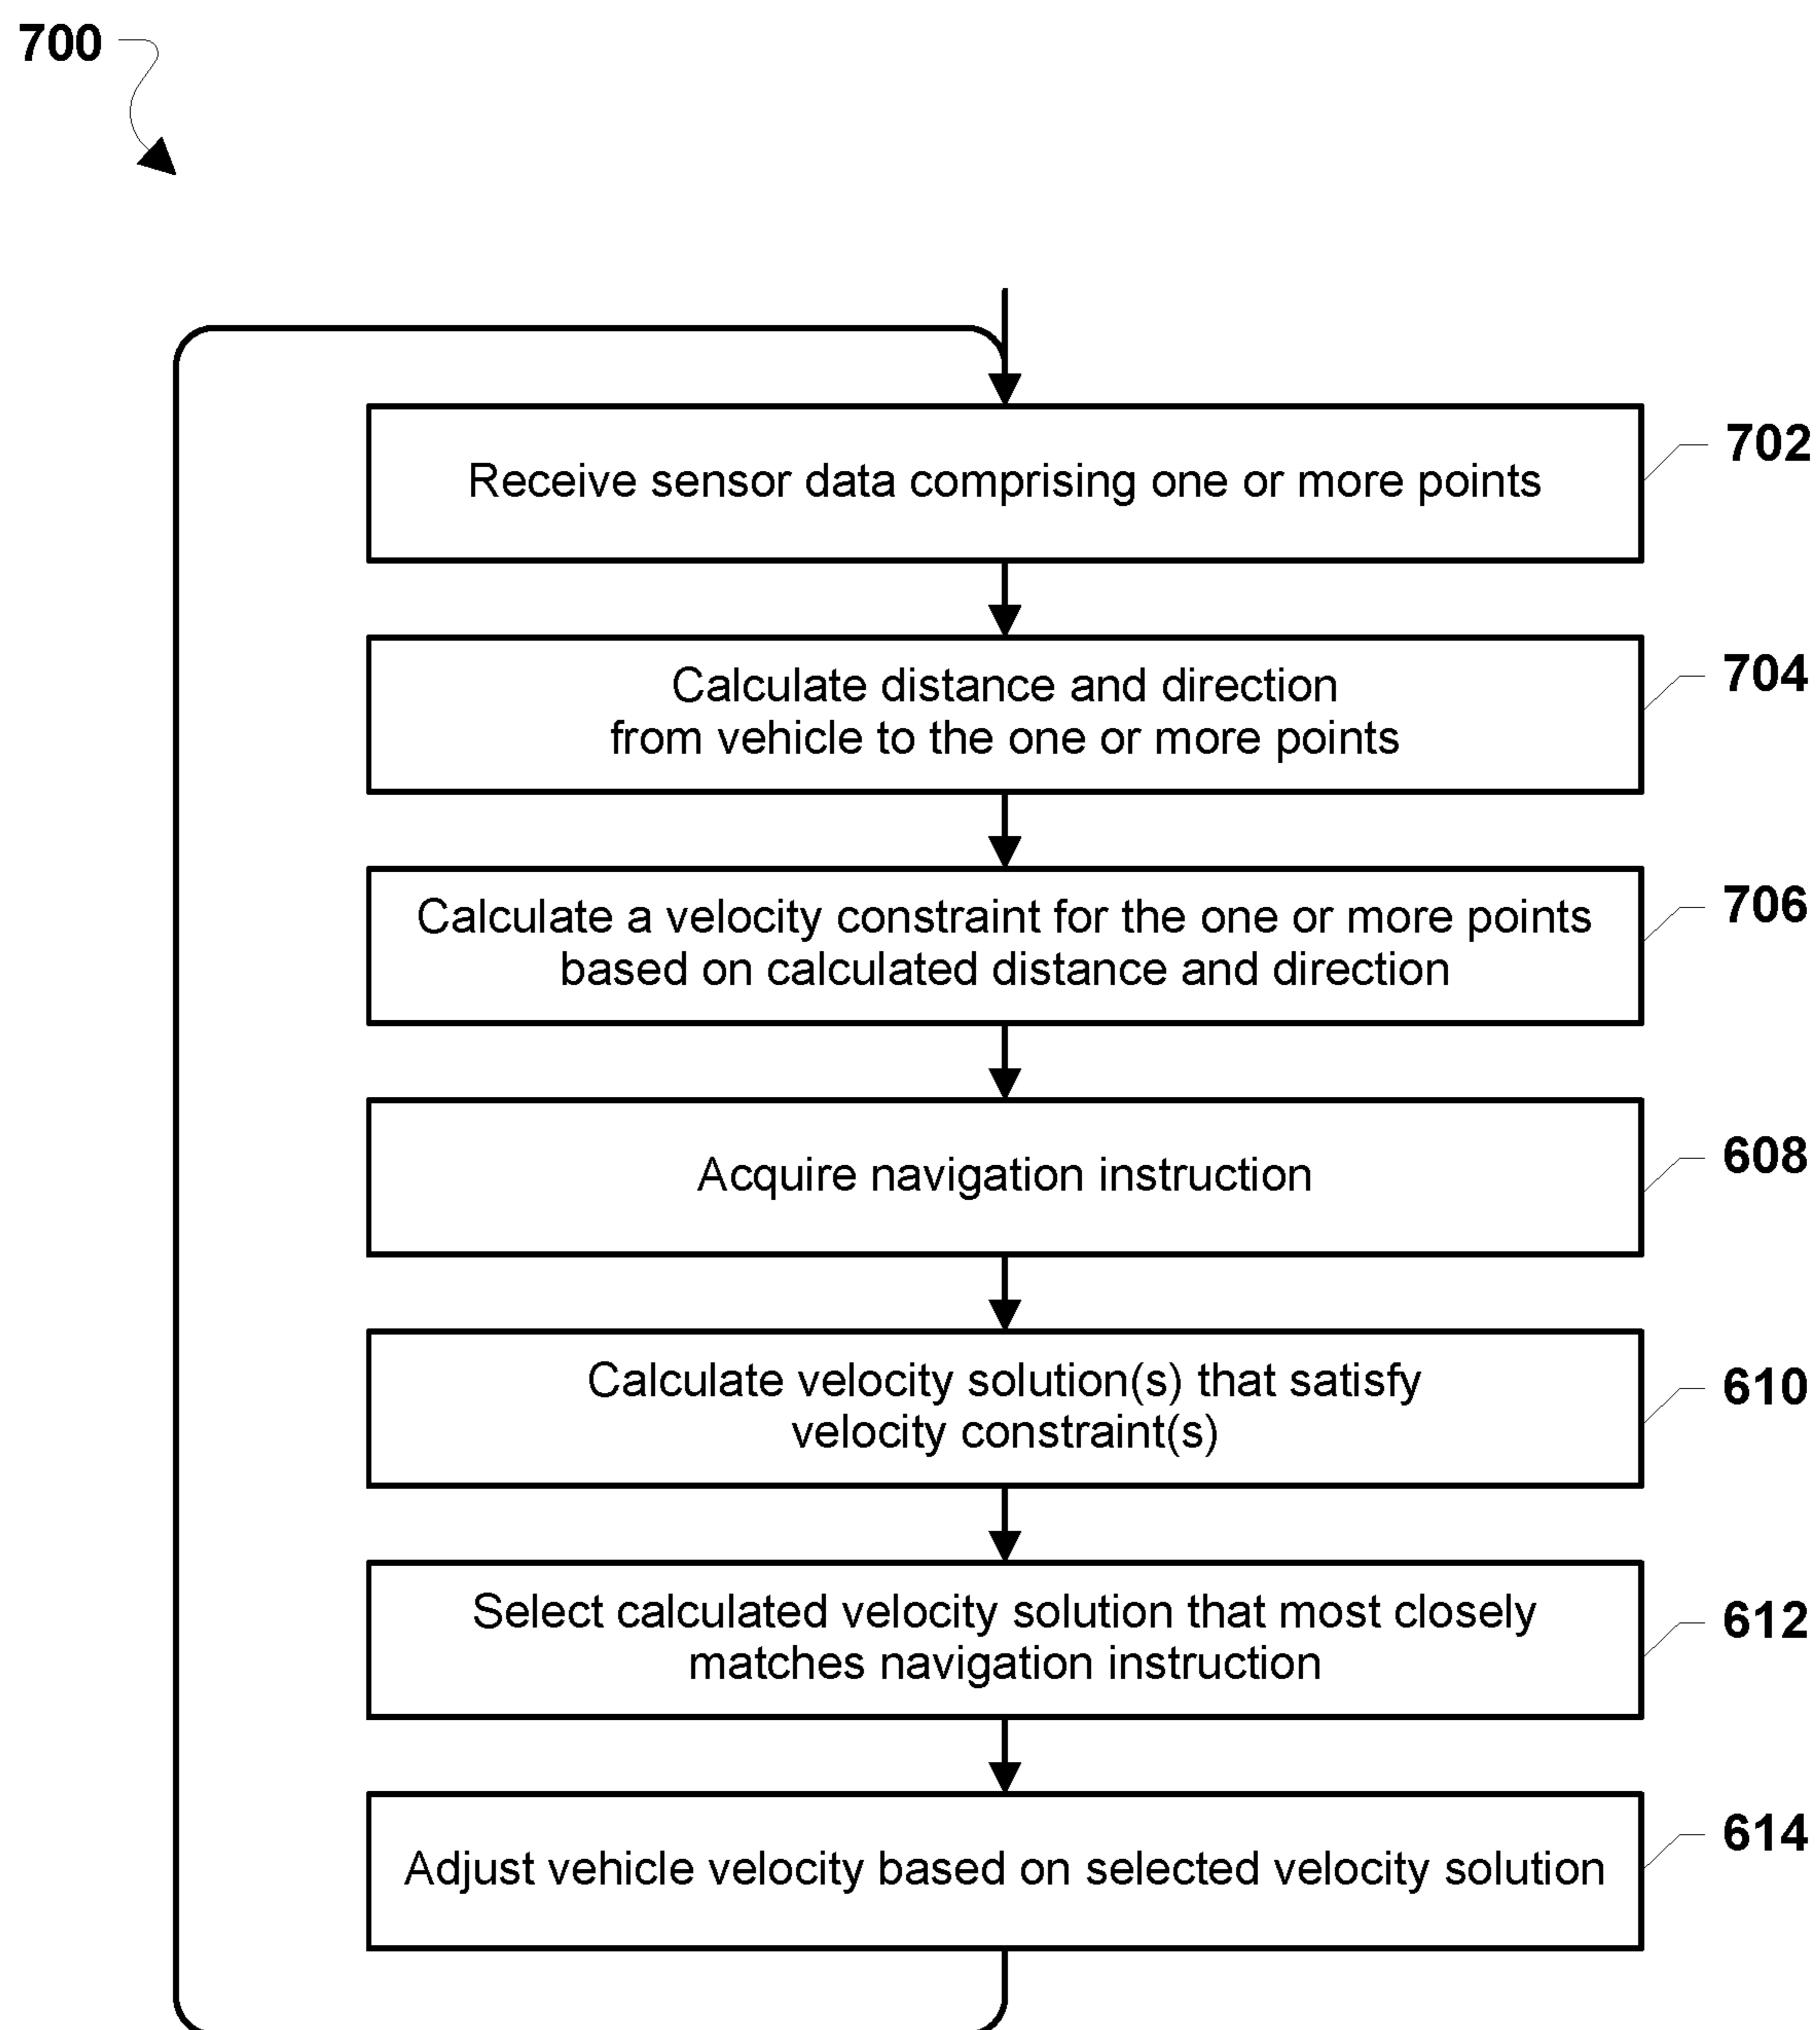 700
Receive sensor data comprising one or more points
702
Calculate distance and direction
from vehicle to the one or more points
704
Calculate a velocity constraint for the one or more points
based on calculated distance and direction
706
Acquire navigation instruction
608
Calculate velocity solution(s) that satisfy
velocity constraint(s)
610
Select calculated velocity solution that most closely
matches navigation instruction
612
Adjust vehicle velocity based on selected velocity solution
614